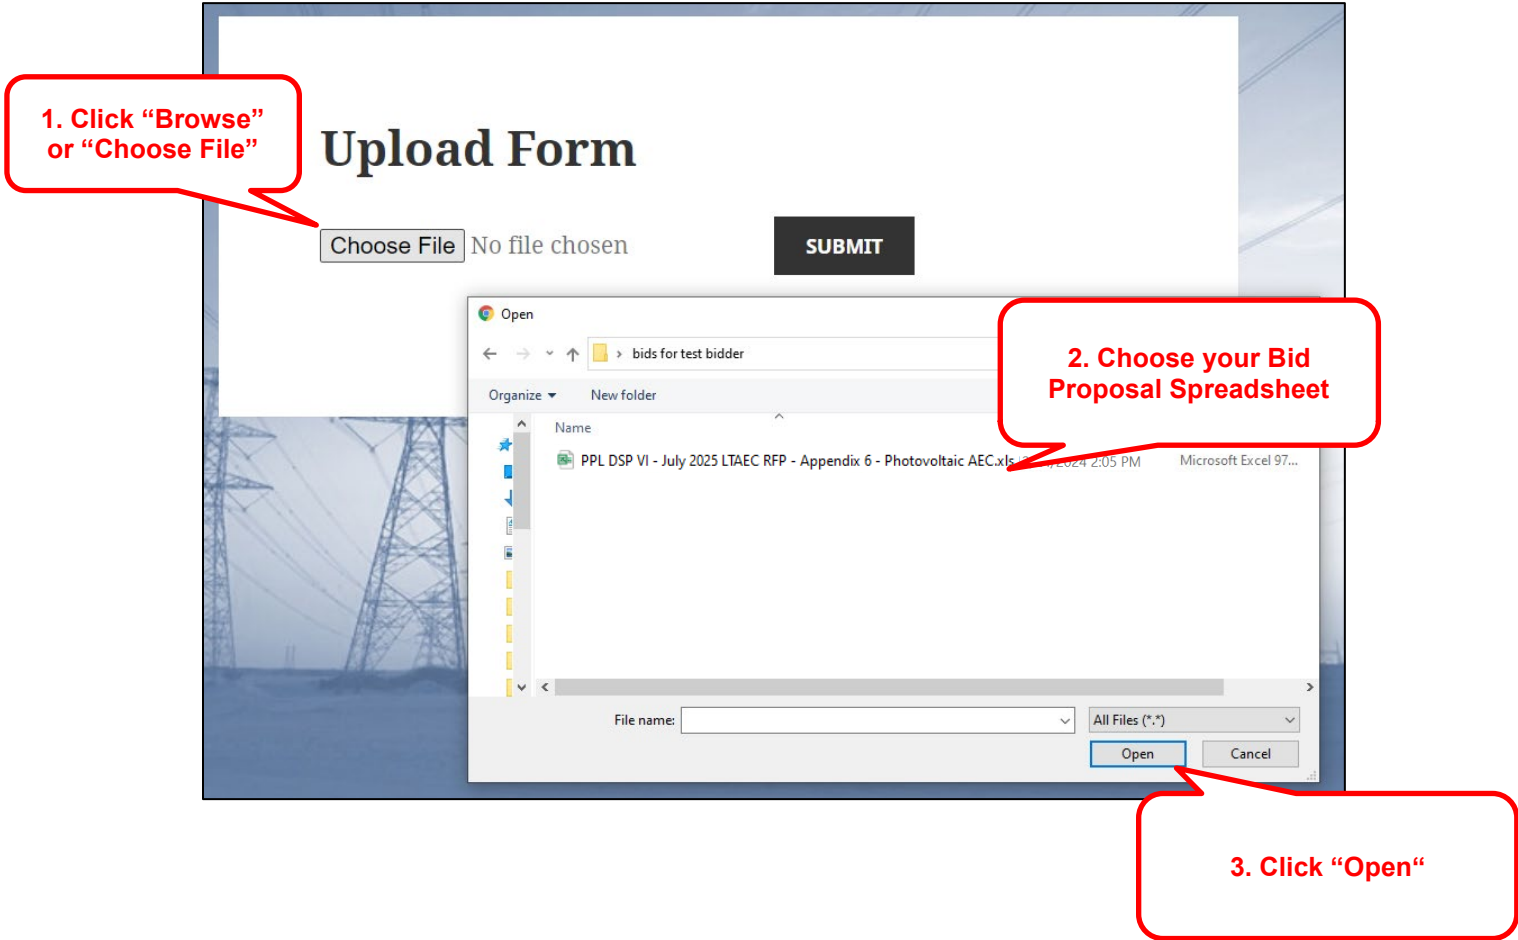 1. Click “Browse”
or “Choose File”
Upload Form
Choose File No file chosen
SUBMIT
Open
bids for test bidder
2. Choose your Bid
Proposal Spreadsheet
Organize
New folder
Name
PPL DSP VI - July 2025 LTAEC RFP - Appendix 6 - Photovoltaic AEC.xls 2:05 PM Microsoft Excel 97...
File name:
All Files (*.*)
Open
Cancel
3. Click “Open“